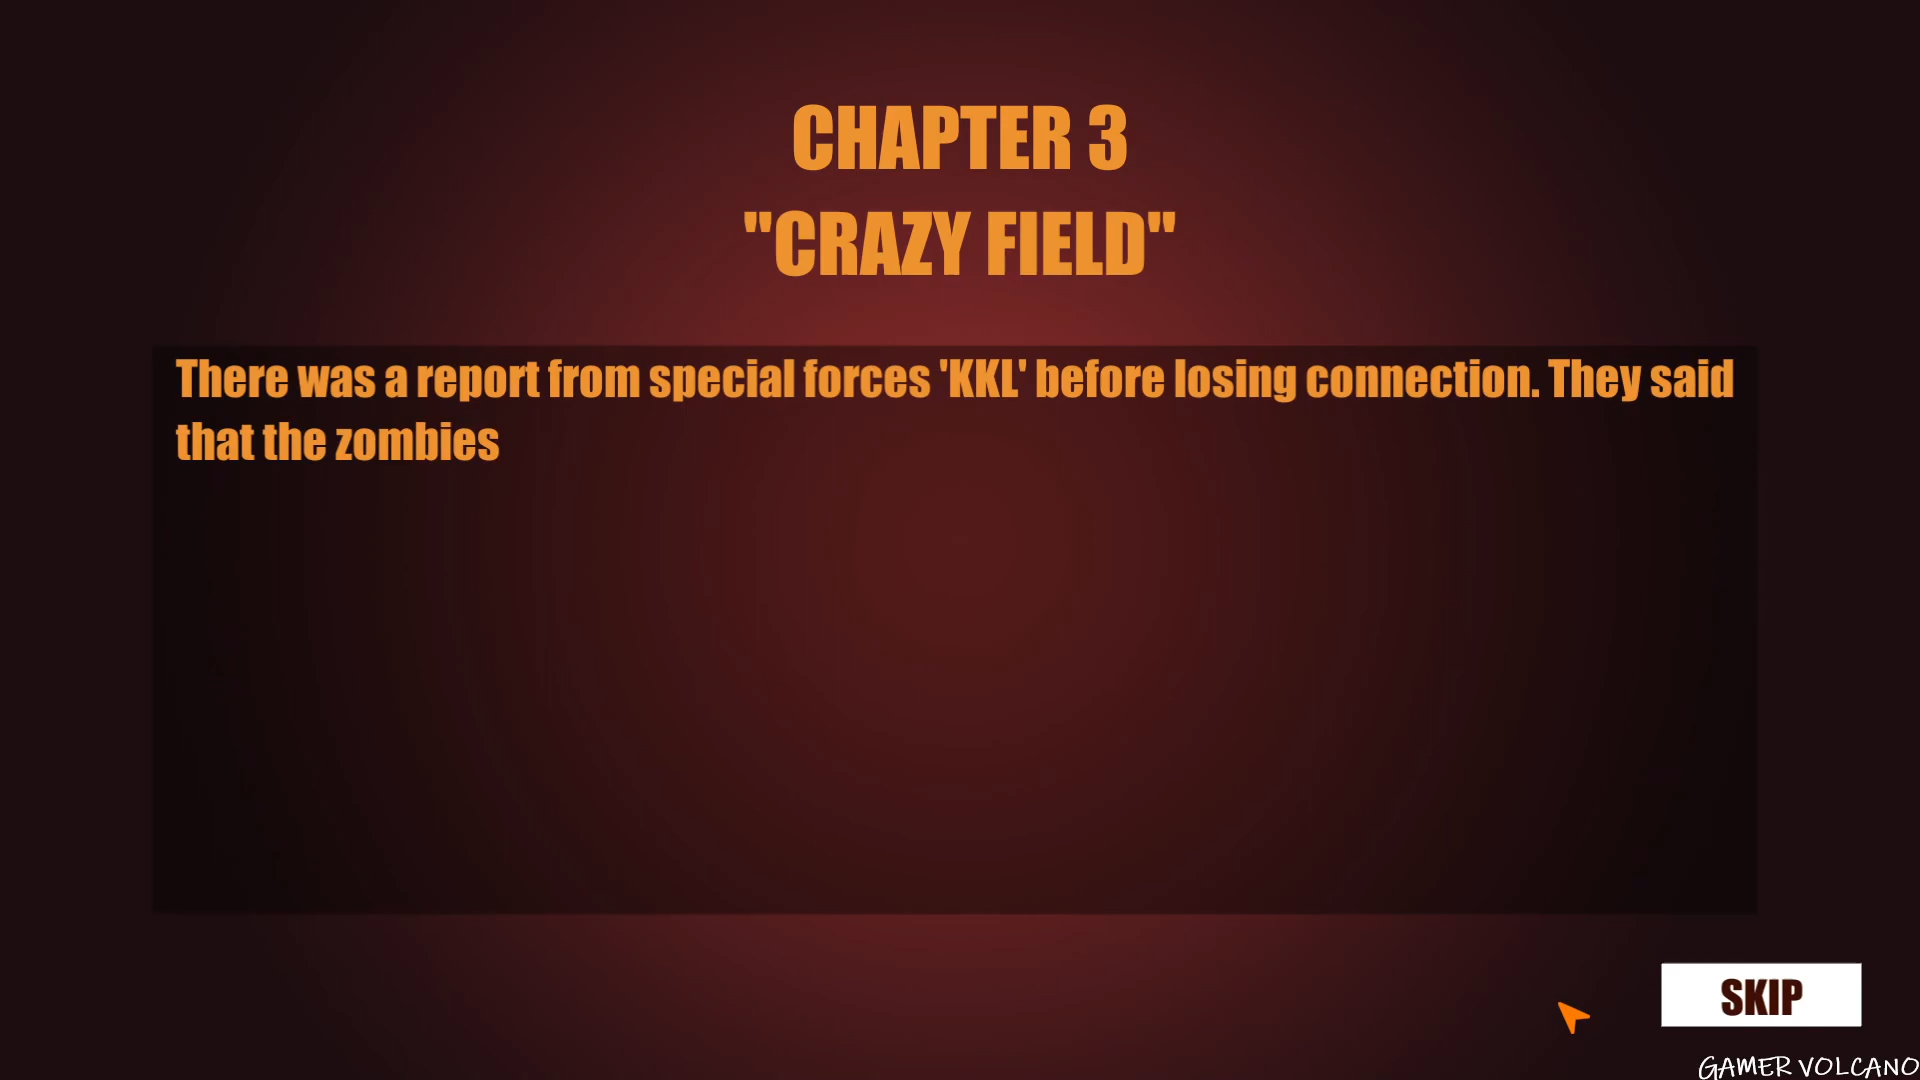 CHAPTER 3
"CRAZY FIELD"
There was a report from special forces 'KKL' before losing connection. They said
that the zombies
SKIP
GAMER VOLCANO